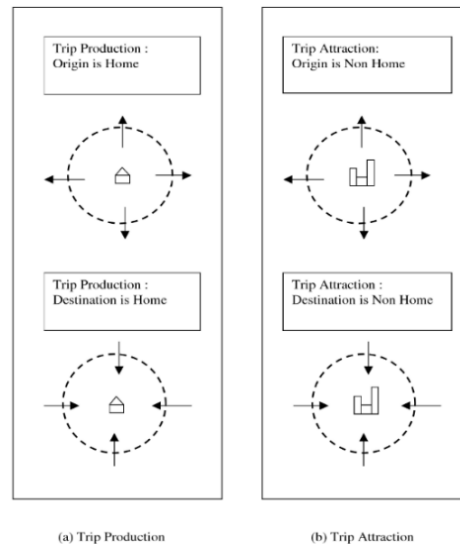 Trip Production :
Origin is Home
Trip Production :
Destination is Home
(a) Trip Production
Trip Attraction:
Origin is Non Home
Trip Attraction :
Destination is Non Home
(b) Trip Attraction